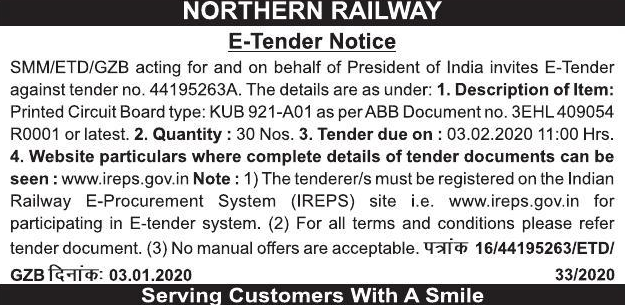 NORTHERN RAILWAY
E-Tender Notice
SMM/ETD/GZB acting for and on behalf of President of India invites E-Tender
against tender no. 44195263A. The details are as under: 1. Description of Item:
Printed Circuit Board type: KUB 921-A01 as per ABB Document no. 3EHL 409054
R0001 or latest. 2. Quantity : 30 Nos. 3. Tender due on : 03.02.2020 11:00 Hrs.
4. Website particulars where complete details of tender documents can be
seen : www.ireps.gov.in Note : 1) The tenderer/s must be registered on the Indian
Railway E-Procurement System (IREPS) site i.e. www.ireps.gov.in for
participating in E-tender system. (2) For all terms and conditions please refer
tender document. (3) No manual offers are acceptable. पत्रांक 16/44195263/ETD/
GZB दिनांक: 03.01.2020 33/2020
Serving Customers With A Smile